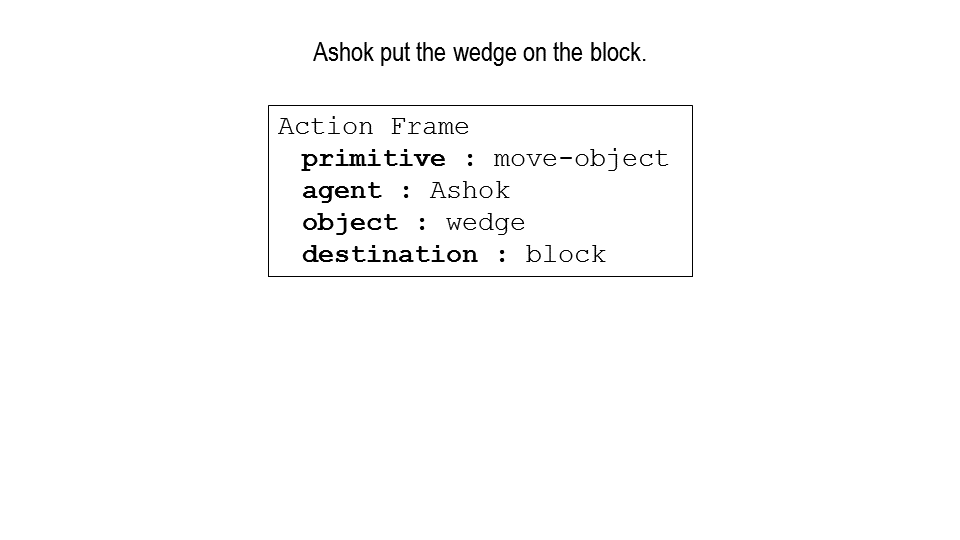 Ashok put the wedge on the block.
Action Frame
primitive : move-object
agent : Ashok
object : wedge
destination : block